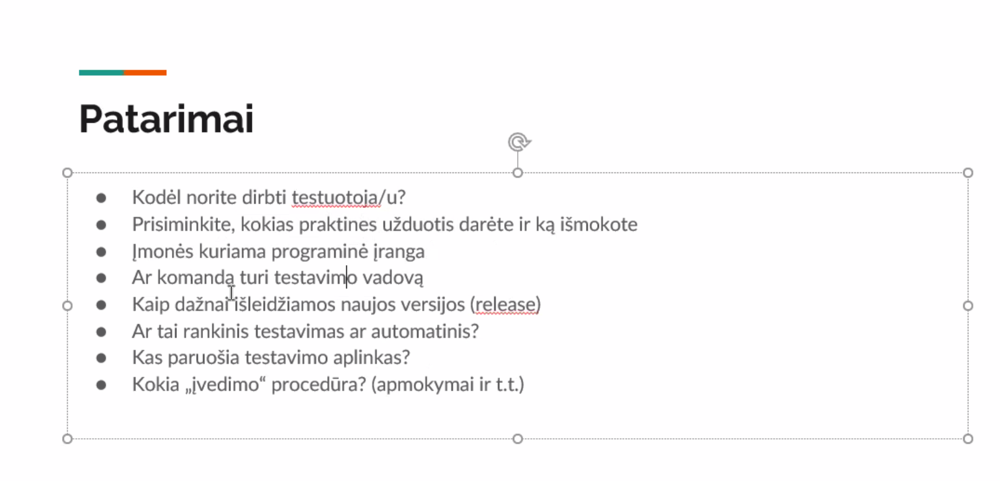 Patarimai
● Kodėl norite dirbti testuotoja/u?
● Prisiminkite, kokias praktines užduotis darėte ir ką išmokote
● Įmonės kuriama programinė įranga
● Ar komanda turi testavimo vadovą
● Kaip dažnai išleidžiamos naujos versijos (release)
● Ar tai rankinis testavimas ar automatinis?
● Kas paruošia testavimo aplinkas?
● Kokia „įvedimo“ procedūra? (apmokymai ir t.t.)